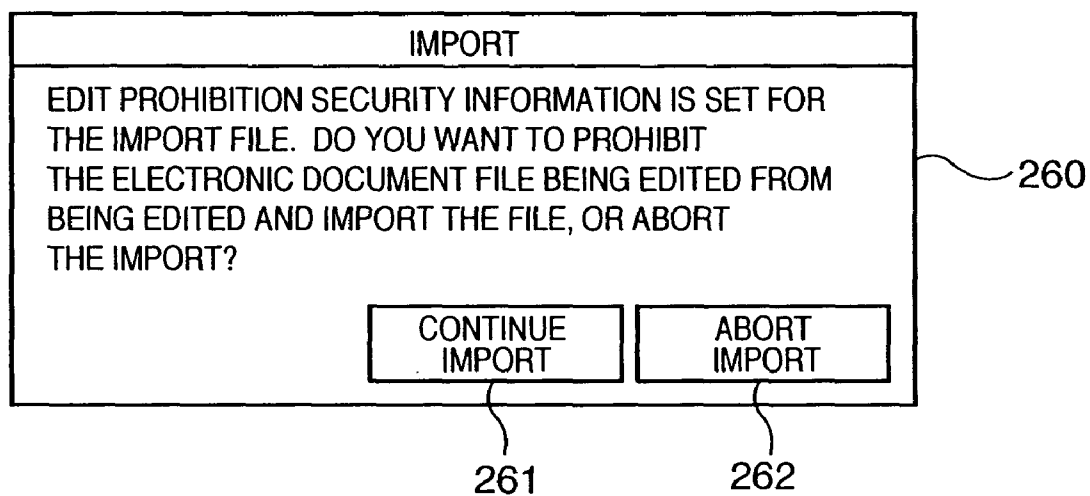 IMPORT
EDIT PROHIBITION SECURITY INFORMATION IS SET FOR
THE IMPORT FILE. DO YOU WANT TO PROHIBIT
THE ELECTRONIC DOCUMENT FILE BEING EDITED FROM
BEING EDITED AND IMPORT THE FILE, OR ABORT
THE IMPORT?
260
CONTINUE
IMPORT
ABORT
IMPORT
261
262